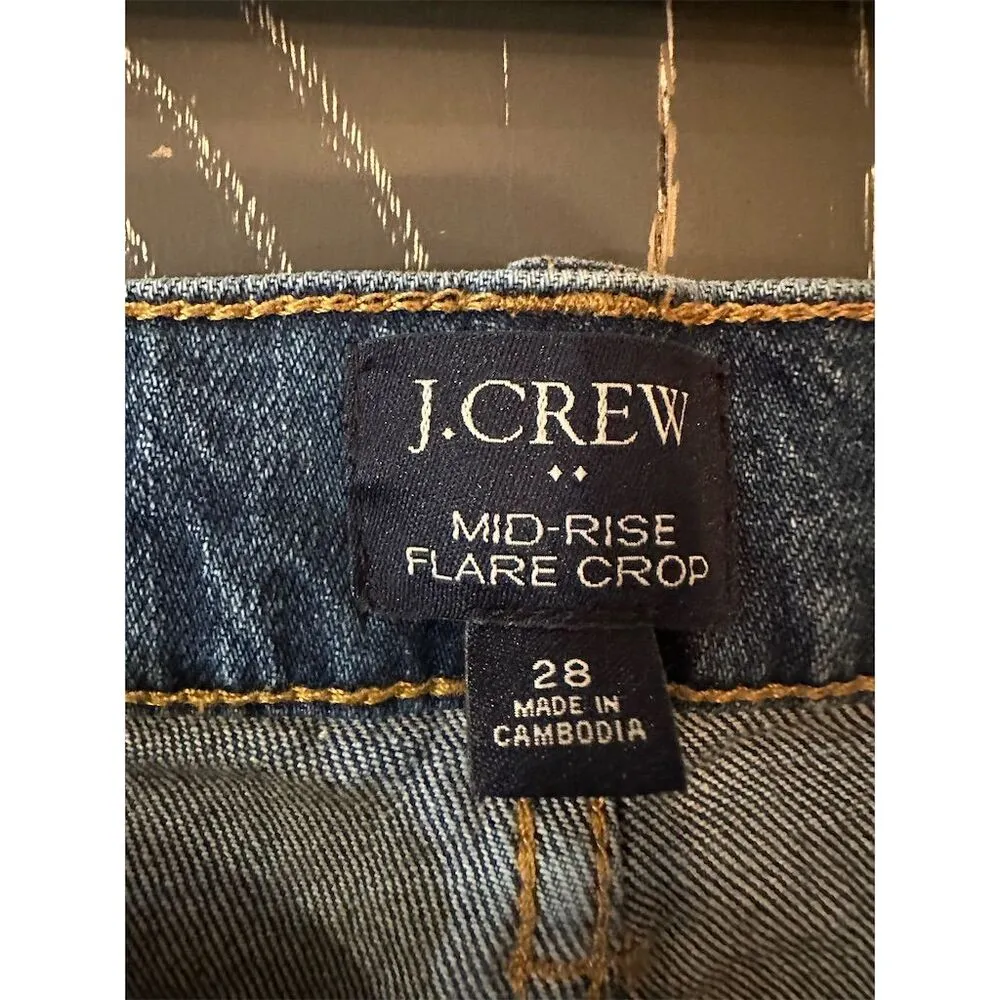 J.CREW
MID-RISE
FLARE CROP
28
MADE IN
CAMBODIA